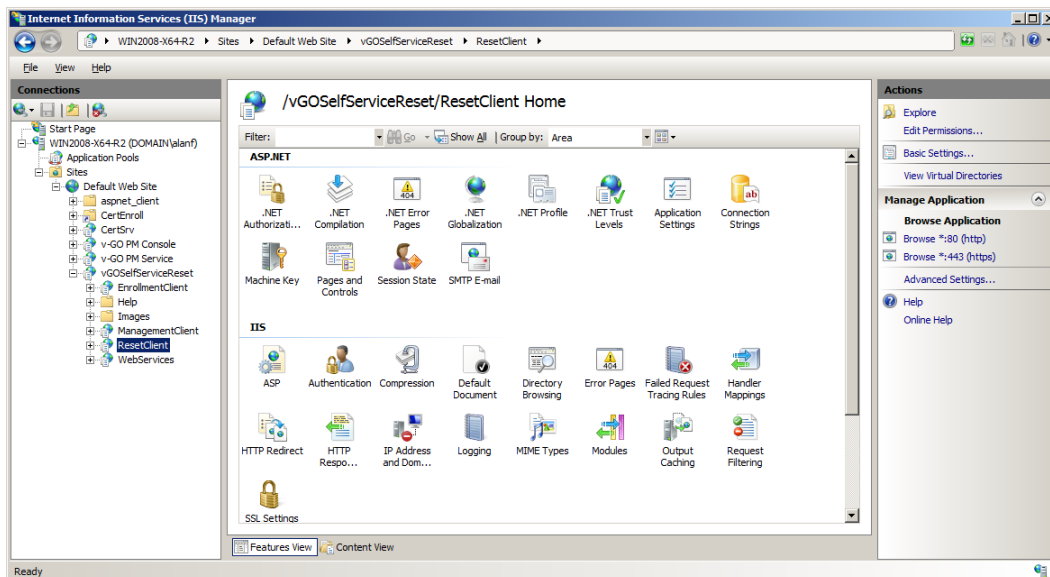 Internet Information Services (IIS) Manager
WIN2008-X64-R2 Sites Default Web Site vGOSelfServiceReset ResetClient
File View Help
Connections
Start Page
WIN2008-X64-R2 (DOMAIN\alanf)
Application Pools
Sites
Default Web Site
aspnet_client
CertEnroll
CertSrv
v-GO PM Console
v-GO PM Service
vGOSelfServiceReset
EnrollmentClient
Help
Images
ManagementClient
ResetClient
WebServices
/vGOSelfServiceReset/ResetClient Home
Filter: Go Show All Group by: Area
ASP.NET
.NET Authorizati...
.NET Compilation
404
.NET Error Pages
.NET Globalization
.NET Profile
.NET Trust Levels
Application Settings
ab
Connection Strings
Machine Key
Pages and Controls
Session State
SMTP E-mail
IIS
ASP
Authentication
Compression
Default Document
Directory Browsing
404
Error Pages
Failed Request Tracing Rules
Handler Mappings
HTTP Redirect
HTTP Respo...
IP Address and Dom...
Logging
MIME Types
Modules
Output Caching
Request Filtering
SSL Settings
Features View Content View
Actions
Explore
Edit Permissions...
Basic Settings...
View Virtual Directories
Manage Application
Browse Application
Browse *:80 (http)
Browse *:443 (https)
Advanced Settings...
Help
Online Help
Ready